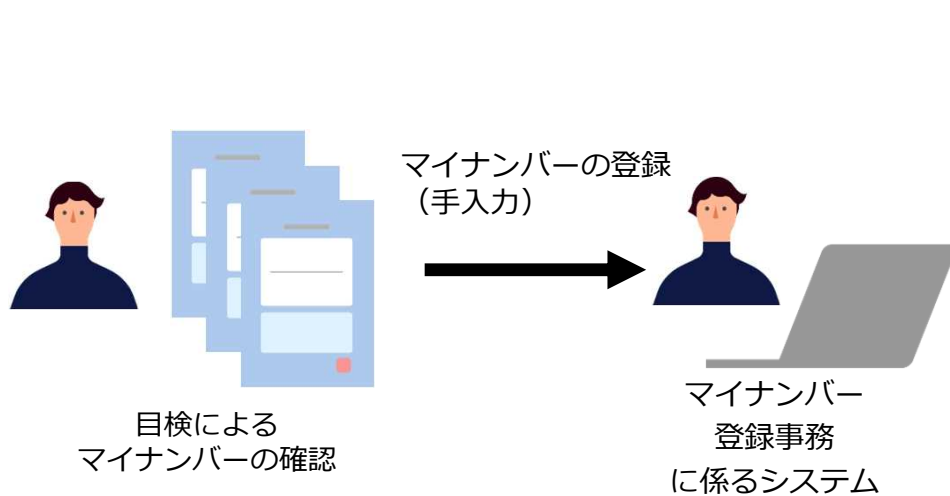 マイナンバーの登録
（手入力）
目検による
マイナンバーの確認
マイナンバー
登録事務
に係るシステム